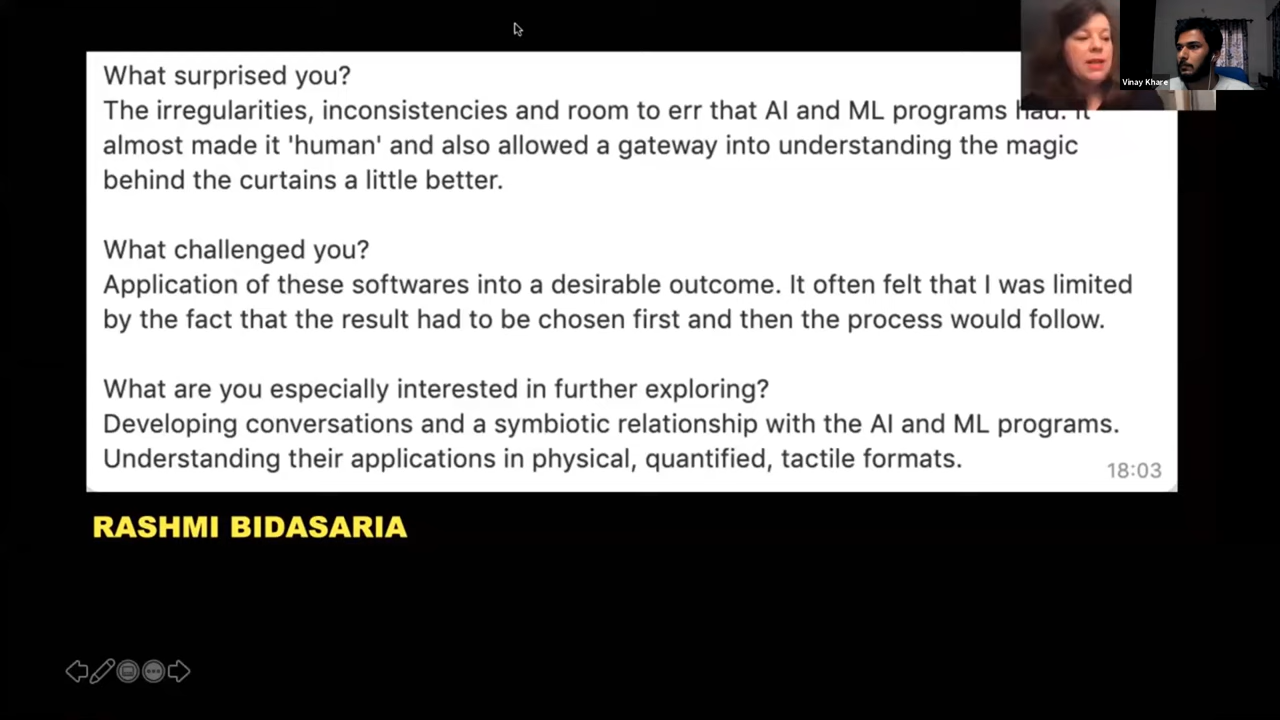 What surprised you?
The irregularities, inconsistencies and room to err that AI and ML programs had. It
almost made it 'human' and also allowed a gateway into understanding the magic
behind the curtains a little better.
What challenged you?
Application of these softwares into a desirable outcome. It often felt that I was limited
by the fact that the result had to be chosen first and then the process would follow.
What are you especially interested in further exploring?
Developing conversations and a symbiotic relationship with the AI and ML programs.
Understanding their applications in physical, quantified, tactile formats.
18:03
RASHMI BIDASARIA
Vinay Khare